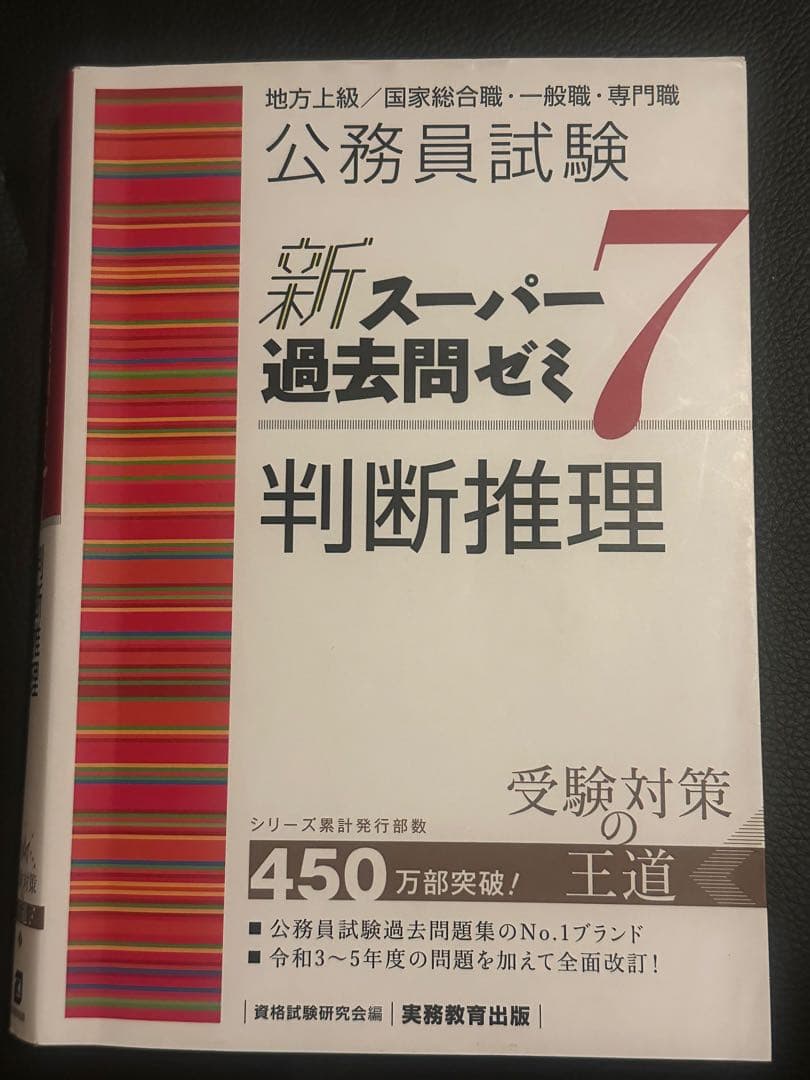 地方上級／国家総合職・一般職・専門職
公務員試験
新スーパー
過去問ゼミ7
判断推理
受験対策
の
王道
シリーズ累計発行部数
450万部突破!
■ 公務員試験過去問題集のNo.1ブランド
■ 令和3〜5年度の問題を加えて全面改訂!
|資格試験研究会編|実務教育出版|